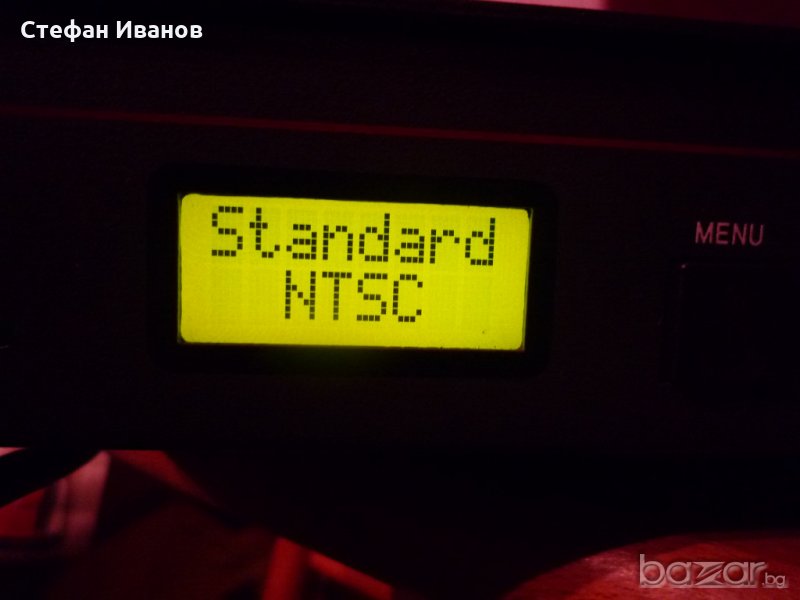 Стефан Иванов
Standard
NTSC
MENU
bazar.bg